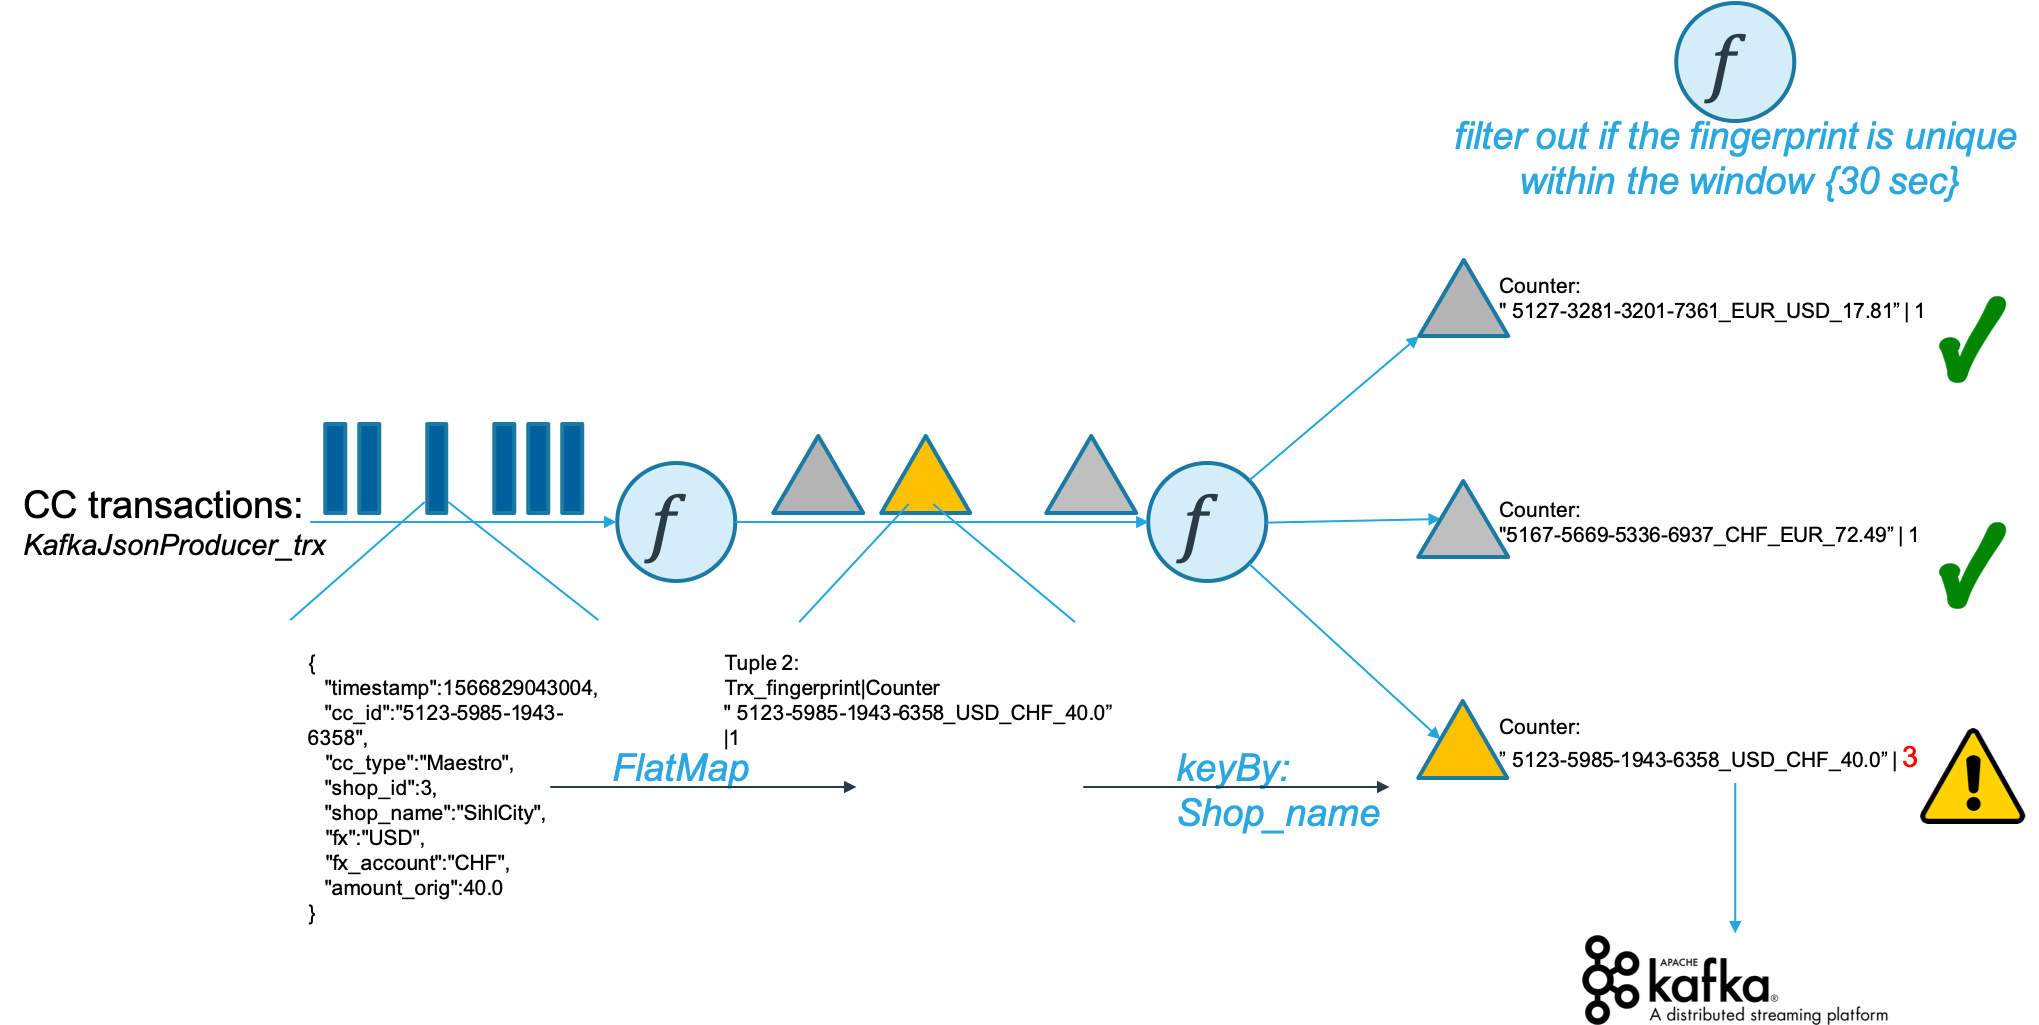 f
filter out if the fingerprint is unique
within the window {30 sec}
Counter:
" 5127-3281-3201-7361_EUR_USD_17.81” | 1
CC transactions:
KafkaJsonProducer_trx
f
f
Counter:
"5167-5669-5336-6937_CHF_EUR_72.49” | 1
{
"timestamp":1566829043004,
"cc_id":"5123-5985-1943-
6358",
"cc_type":"Maestro",
"shop_id":3,
"shop_name":"SihlCity",
"fx":"USD",
"fx_account":"CHF",
"amount_orig":40.0
}
FlatMap
Tuple 2:
Trx_fingerprint|Counter
" 5123-5985-1943-6358_USD_CHF_40.0”
|1
keyBy:
Shop_name
Counter:
” 5123-5985-1943-6358_USD_CHF_40.0” | 3
APACHE
kafka®
A distributed streaming platform